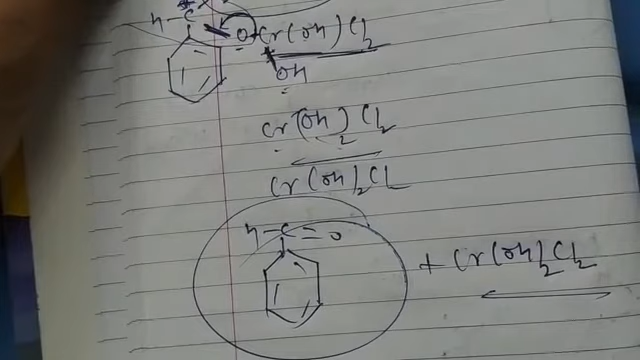 H-C
O-Cr(OH)Cl2
OH
Cr(OH)2Cl2
Cr(OH)2Cl
H-C=O
+ Cr(OH)2Cl2